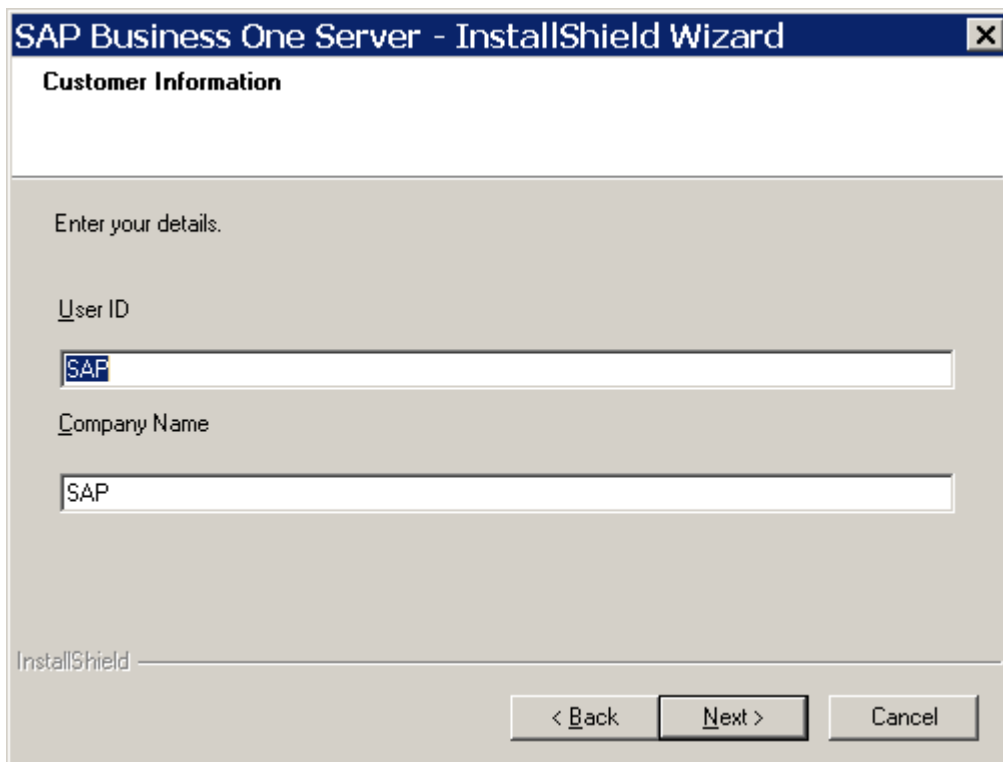 SAP Business One Server - InstallShield Wizard
Customer Information
Enter your details.
User ID
SAP
Company Name
SAP
InstallShield
< Back Next > Cancel